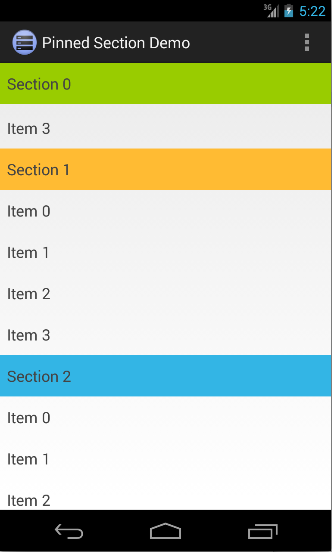 3G 5:22
Pinned Section Demo
Section 0
Item 3
Section 1
Item 0
Item 1
Item 2
Item 3
Section 2
Item 0
Item 1
Item 2